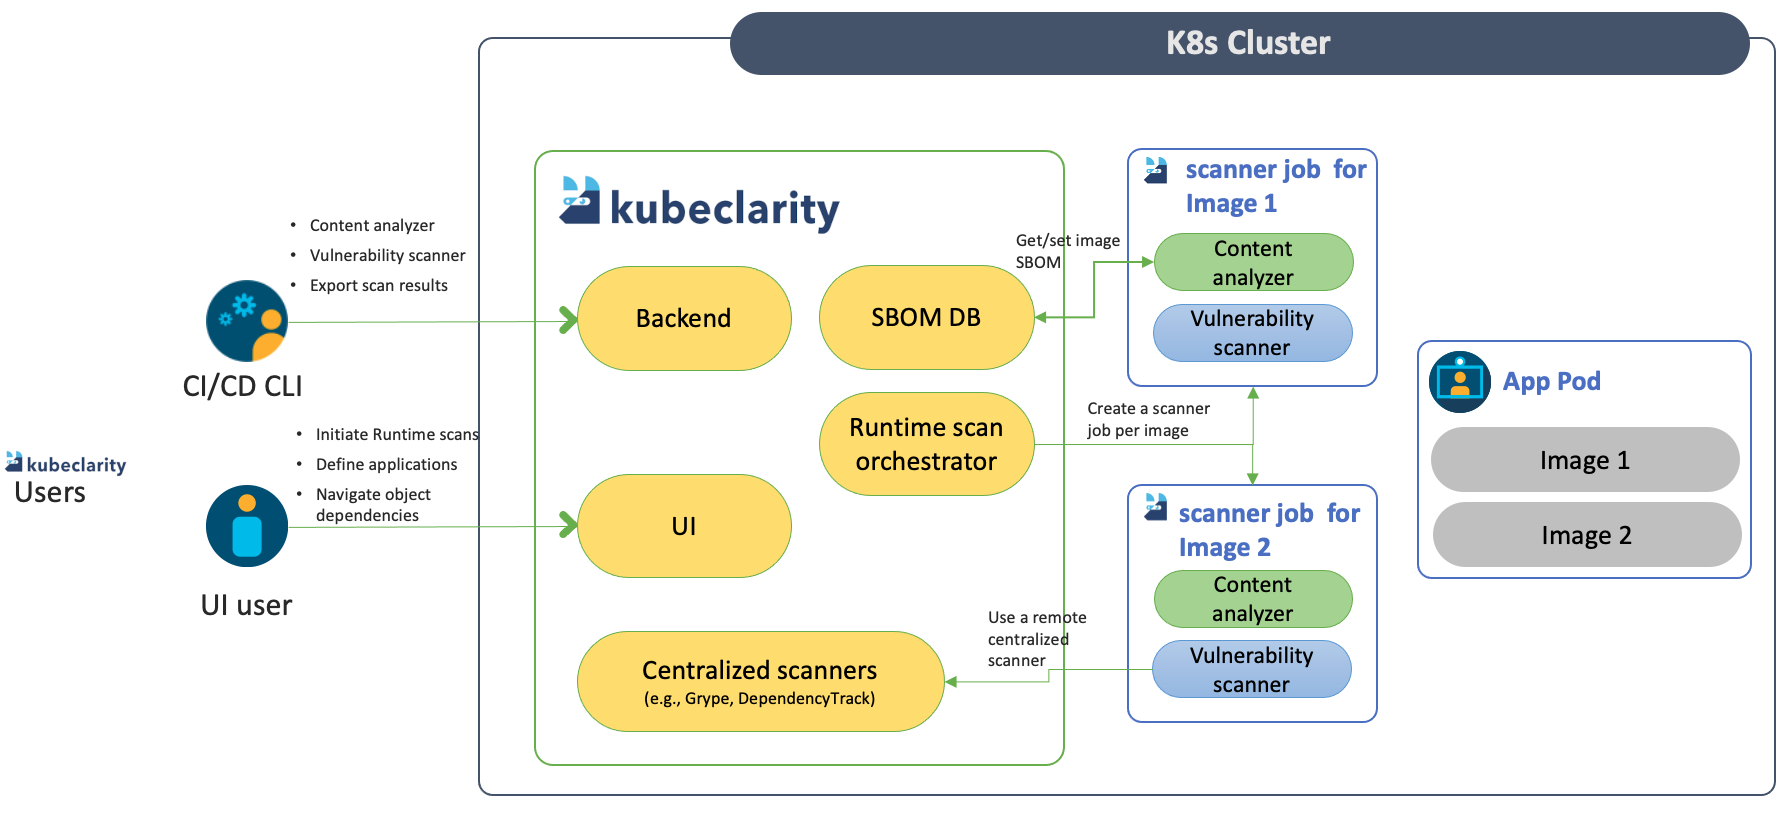 K8s Cluster
kubeclarity
Users
• Content analyzer
• Vulnerability scanner
• Export scan results
CI/CD CLI
• Initiate Runtime scans
• Define applications
• Navigate object
dependencies
UI user
kubeclarity
Backend
SBOM DB
Runtime scan
orchestrator
UI
Centralized scanners
(e.g., Grype, DependencyTrack)
Get/set image
SBOM
Create a scanner
job per image
Use a remote
centralized
scanner
scanner job for
Image 1
Content
analyzer
Vulnerability
scanner
scanner job for
Image 2
Content
analyzer
Vulnerability
scanner
App Pod
Image 1
Image 2